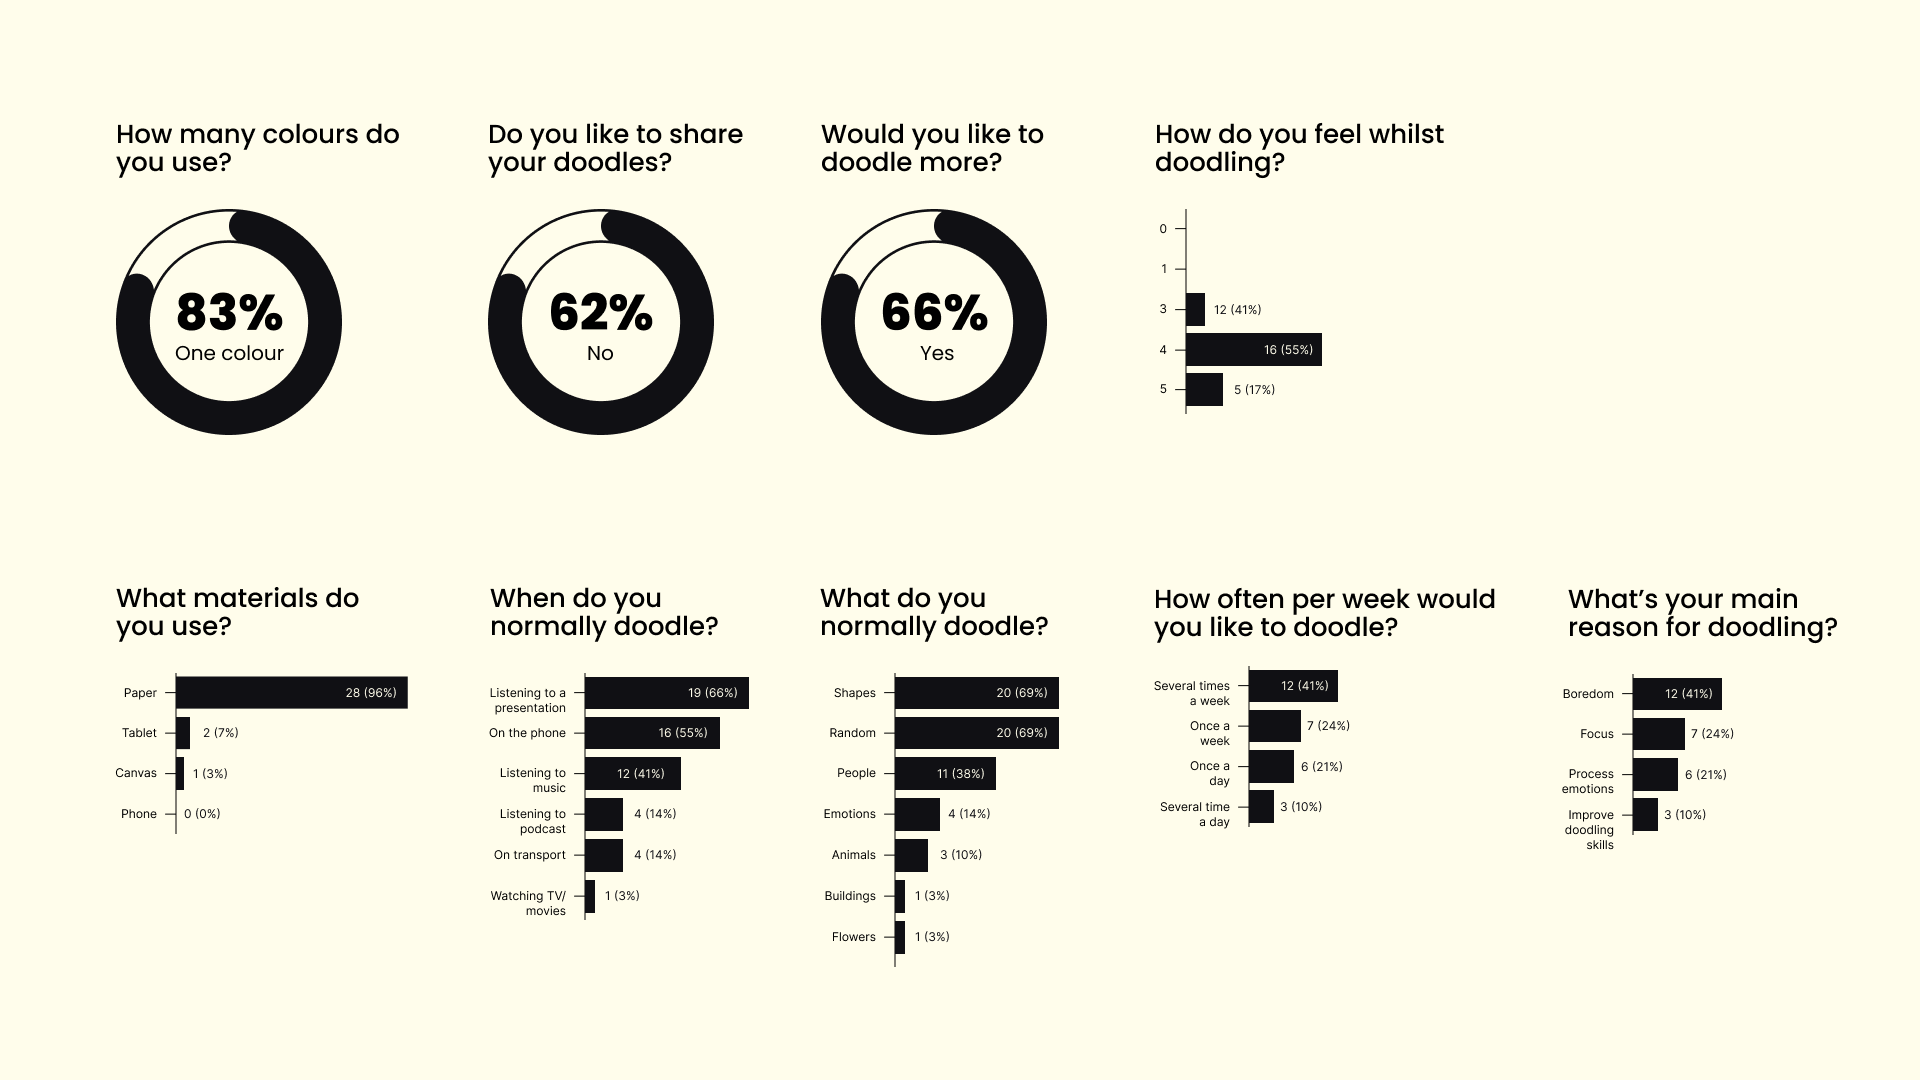 How many colours do
you use?
83%
One colour
Do you like to share
your doodles?
62%
No
Would you like to
doodle more?
66%
Yes
How do you feel whilst
doodling?
0
1
3
12 (41%)
4
16 (55%)
5
5 (17%)
What materials do
you use?
Paper
28 (96%)
Tablet
2 (7%)
Canvas
1 (3%)
Phone
0 (0%)
When do you
normally doodle?
Listening to a
presentation
19 (66%)
On the phone
16 (55%)
Listening to
music
12 (41%)
Listening to
podcast
4 (14%)
On transport
4 (14%)
Watching TV/
movies
1 (3%)
What do you
normally doodle?
Shapes
20 (69%)
Random
20 (69%)
People
11 (38%)
Emotions
4 (14%)
Animals
3 (10%)
Buildings
1 (3%)
Flowers
1 (3%)
How often per week would
you like to doodle?
Several times
a week
12 (41%)
Once a
week
7 (24%)
Once a
day
6 (21%)
Several time
a day
3 (10%)
What’s your main
reason for doodling?
Boredom
12 (41%)
Focus
7 (24%)
Process
emotions
6 (21%)
Improve
doodling
skills
3 (10%)